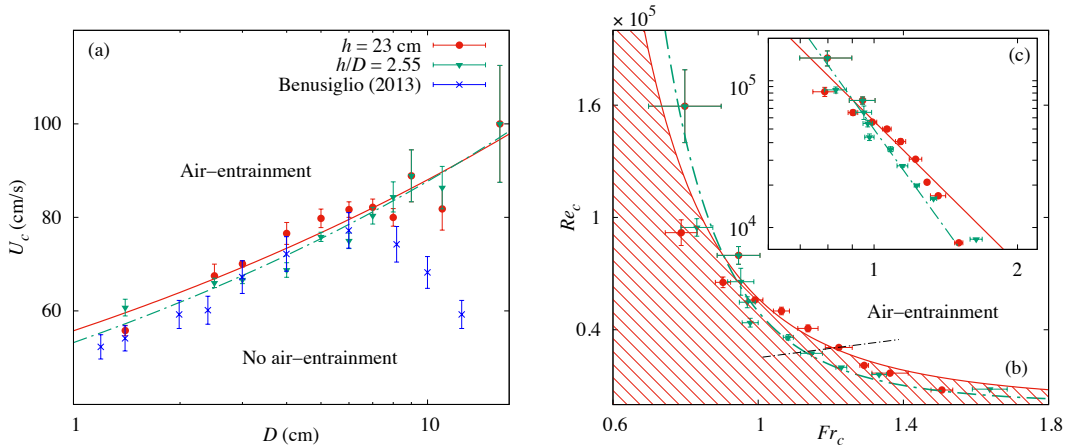 (a)
h = 23 cm
h/D = 2.55
Benusiglio (2013)
100
80
60
U_c (cm/s)
Air−entrainment
No air−entrainment
1
10
D (cm)
× 10^5
1.6
1
0.4
Re_c
(c)
10^5
10^4
1
2
Air−entrainment
(b)
0.6
1
1.4
1.8
Fr_c